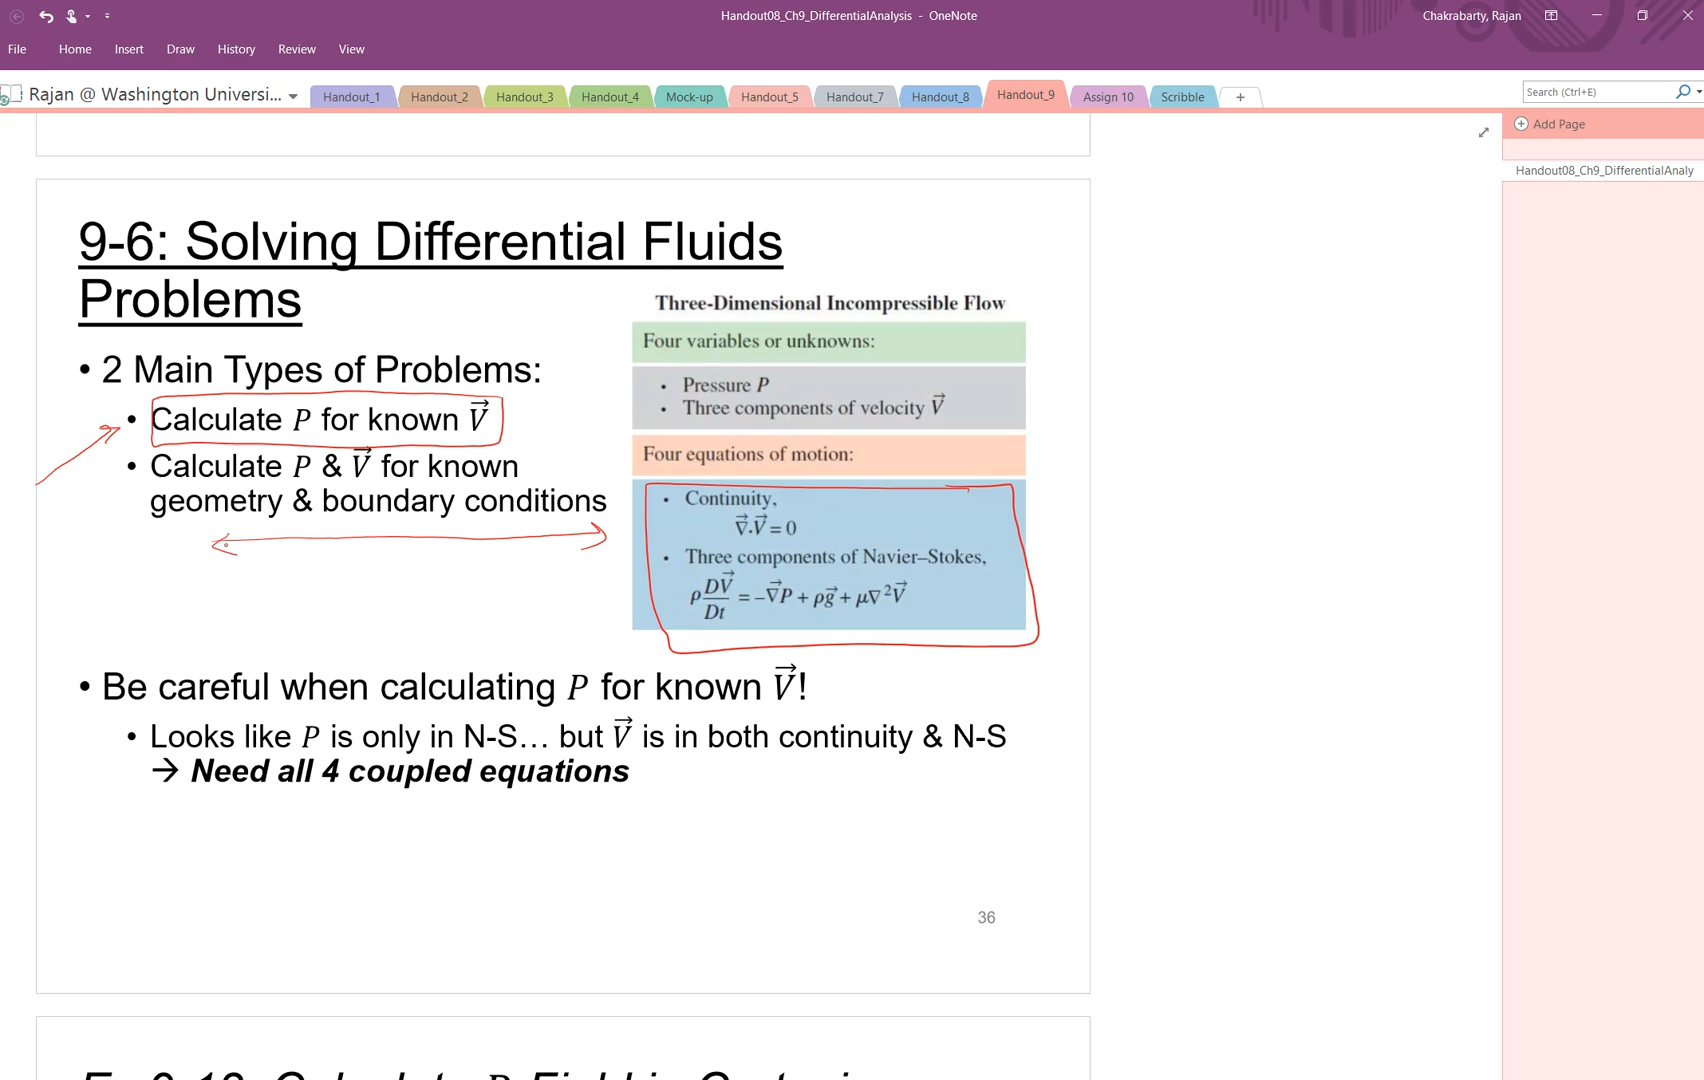 Handout08_Ch9_DifferentialAnalysis - OneNote
Chakrabarty, Rajan
File Home Insert Draw History Review View
Rajan @ Washington Universi...
Handout_1 Handout_2 Handout_3 Handout_4 Mock-up Handout_5 Handout_7 Handout_8 Handout_9 Assign 10 Scribble +
Search (Ctrl+E)
Add Page
Handout08_Ch9_DifferentialAnaly
9-6: Solving Differential Fluids
Problems
• 2 Main Types of Problems:
• Calculate P for known V⃗
• Calculate P & V⃗ for known
geometry & boundary conditions
Three-Dimensional Incompressible Flow
Four variables or unknowns:
• Pressure P
• Three components of velocity V⃗
Four equations of motion:
• Continuity,
∇⃗·V⃗ = 0
• Three components of Navier–Stokes,
ρ DV⃗/Dt = –∇⃗P + ρg⃗ + μ∇²V⃗
• Be careful when calculating P for known V⃗!
• Looks like P is only in N-S… but V⃗ is in both continuity & N-S
→ Need all 4 coupled equations
36